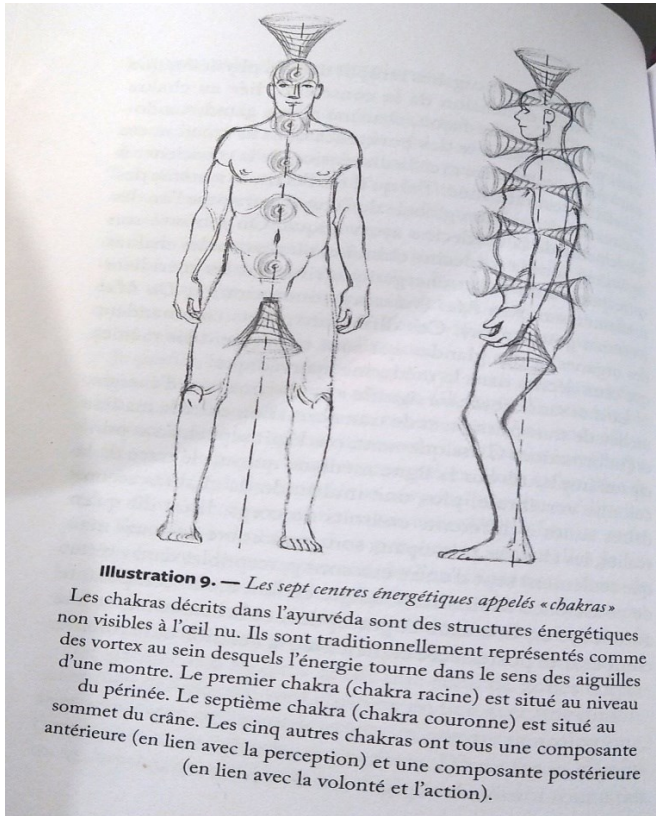 Illustration 9. — Les sept centres énergétiques appelés «chakras»
Les chakras décrits dans l'ayurvéda sont des structures énergétiques
non visibles à l'œil nu. Ils sont traditionnellement représentés comme
des vortex au sein desquels l'énergie tourne dans le sens des aiguilles
d'une montre. Le premier chakra (chakra racine) est situé au niveau
du périnée. Le septième chakra (chakra couronne) est situé au
sommet du crâne. Les cinq autres chakras ont tous une composante
antérieure (en lien avec la perception) et une composante postérieure
(en lien avec la volonté et l'action).